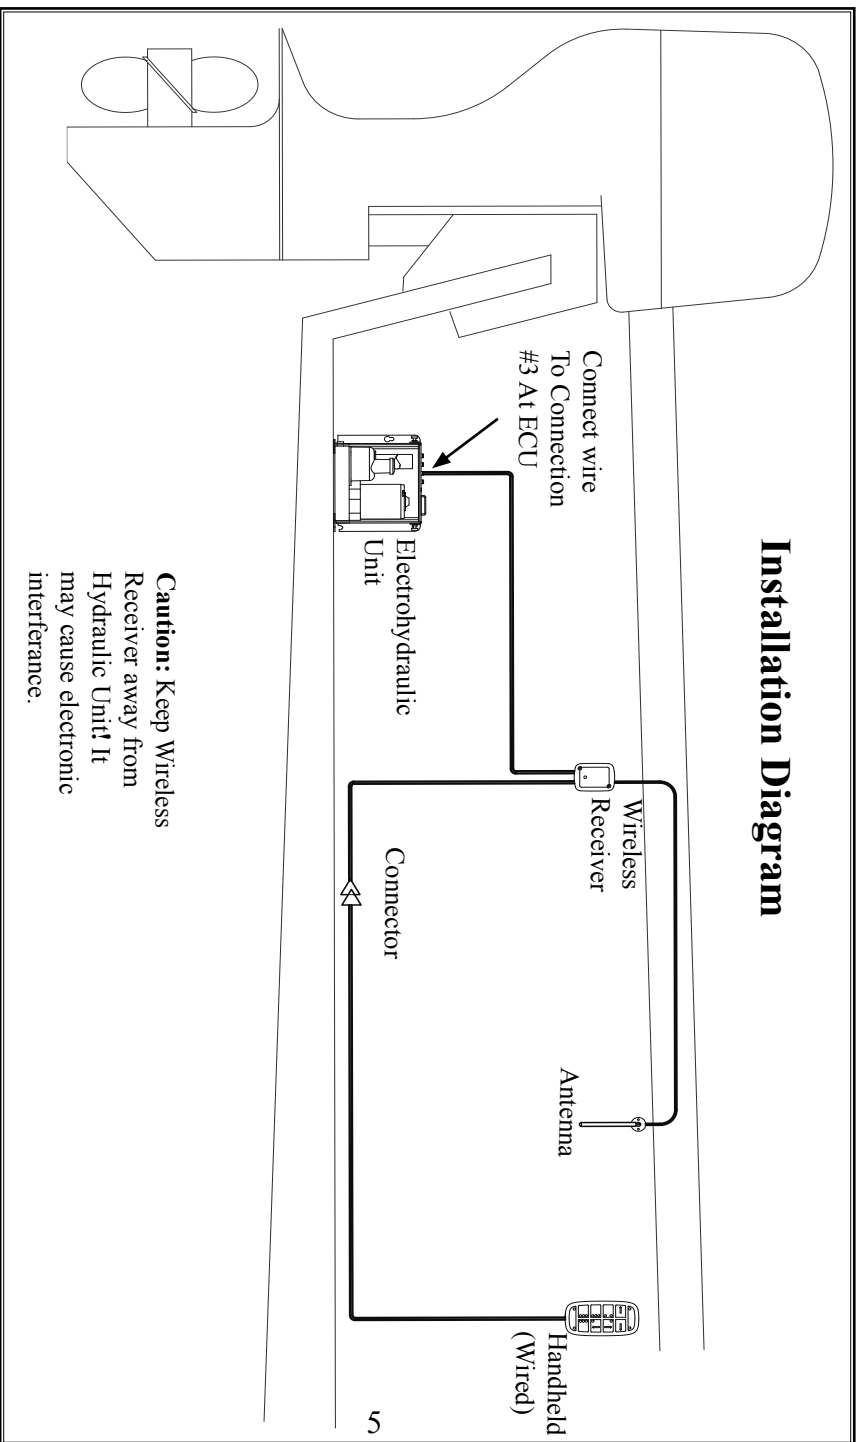 Installation Diagram
Connect wire
To Connection
#3 At ECU
Electrohydraulic
Unit
Wireless
Receiver
Connector
Antenna
Handheld
(Wired)
Caution: Keep Wireless
Receiver away from
Hydraulic Unit! It
may cause electronic
interferance.
5